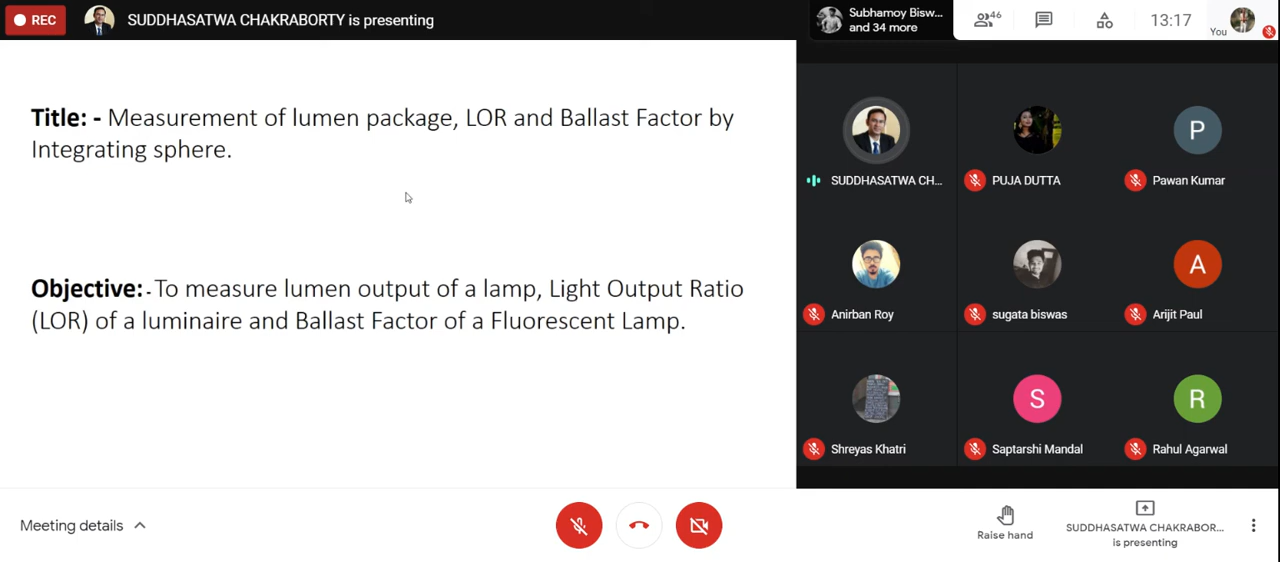 REC
SUDDHASATWA CHAKRABORTY is presenting
Subhamoy Bisw...
and 34 more
46
13:17
You
Title: - Measurement of lumen package, LOR and Ballast Factor by
Integrating sphere.
Objective: - To measure lumen output of a lamp, Light Output Ratio
(LOR) of a luminaire and Ballast Factor of a Fluorescent Lamp.
SUDDHASATWA CH...
PUJA DUTTA
P
Pawan Kumar
Anirban Roy
sugata biswas
A
Arijit Paul
Shreyas Khatri
S
Saptarshi Mandal
R
Rahul Agarwal
Meeting details
Raise hand
SUDDHASATWA CHAKRABOR...
is presenting